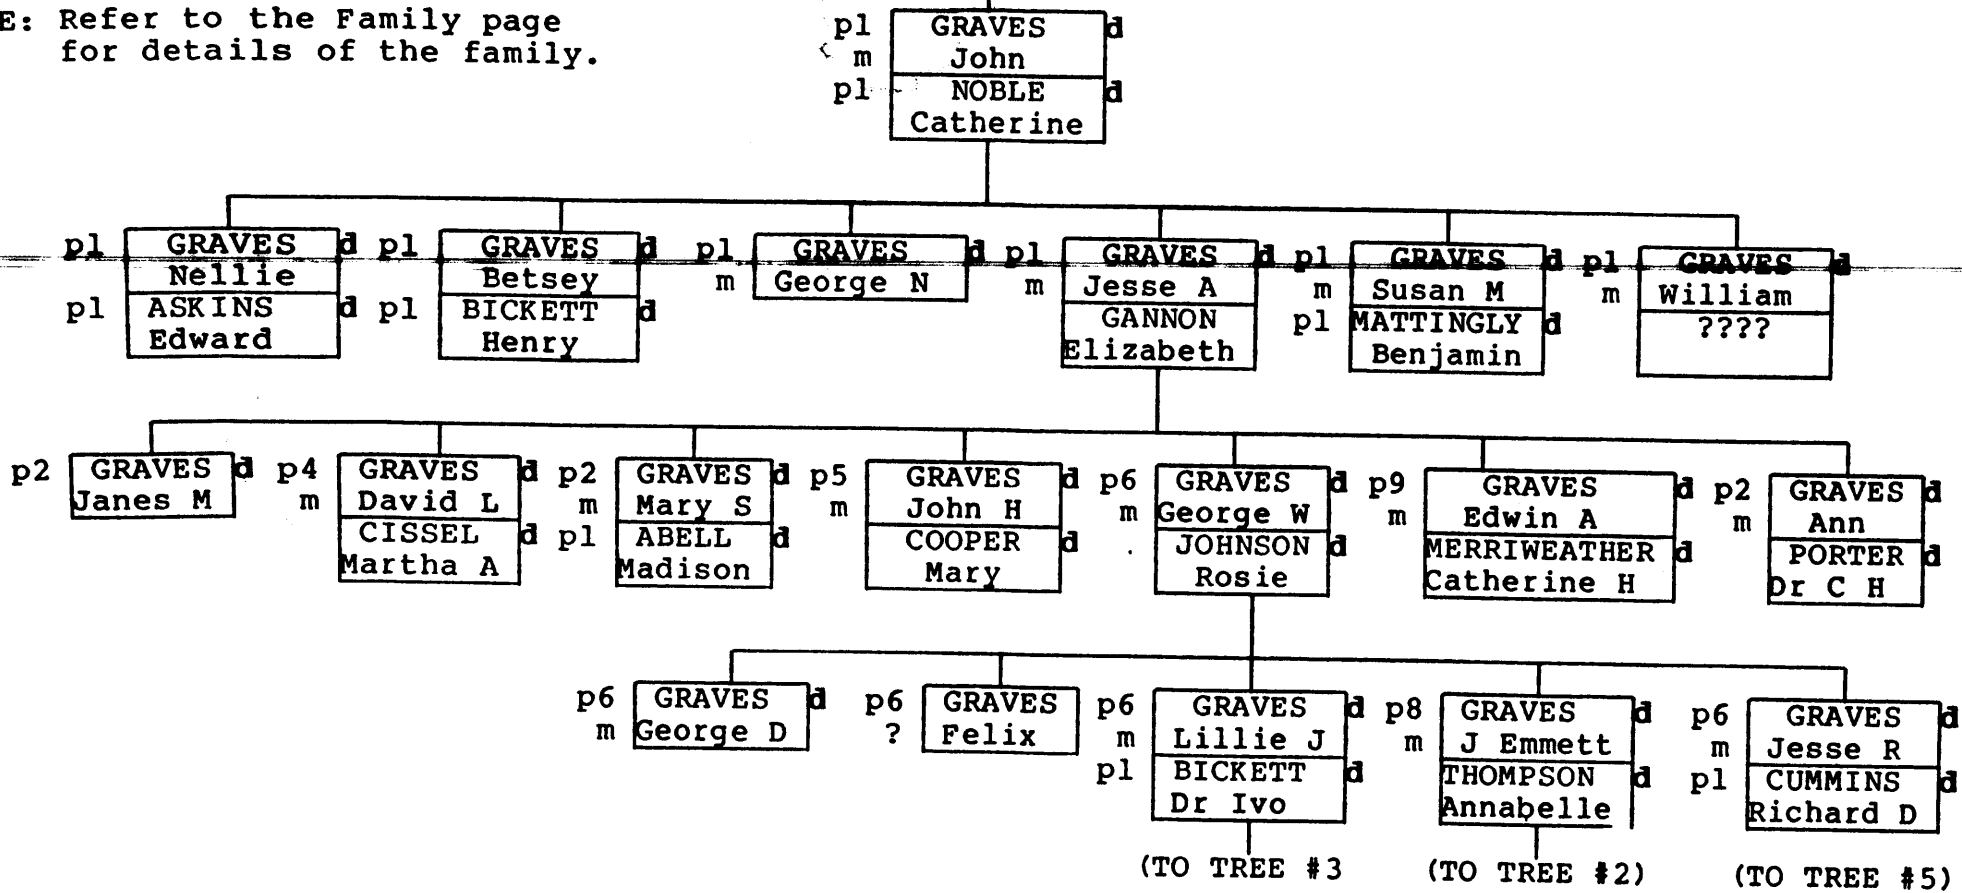 E: Refer to the Family page
for details of the family.
pl GRAVES d
m John
pl NOBLE d
Catherine
pl GRAVES d pl GRAVES d pl GRAVES d pl GRAVES d pl GRAVES d pl GRAVES d
Nellie Betsey m George N m Jesse A m Susan M m William
pl ASKINS d pl BICKETT d GANNON pl MATTINGLY d ????
Edward Henry Elizabeth Benjamin
p2 GRAVES d p4 GRAVES d p2 GRAVES d p5 GRAVES d p6 GRAVES d p9 GRAVES d p2 GRAVES d
Janes M m David L m Mary S m John H m George W m Edwin A m Ann
CISSEL d pl ABELL d COOPER d JOHNSON d MERRIWEATHER d PORTER d
Martha A Madison Mary Rosie Catherine H Dr C H
p6 GRAVES d p6 GRAVES p6 GRAVES d p8 GRAVES d p6 GRAVES d
m George D ? Felix m Lillie J m J Emmett m Jesse R
pl BICKETT d THOMPSON d pl CUMMINS d
Dr Ivo Annabelle Richard D
(TO TREE #3 (TO TREE #2) (TO TREE #5)